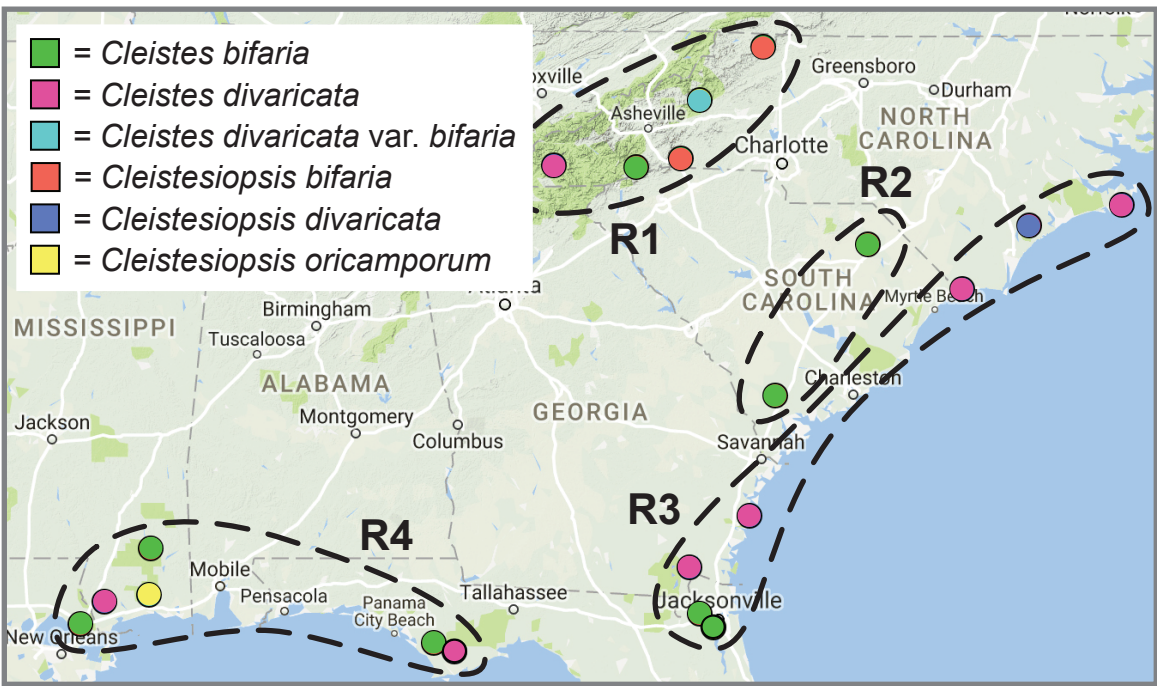 = Cleistes bifaria
= Cleistes divaricata
= Cleistes divaricata var. bifaria
= Cleistesiopsis bifaria
= Cleistesiopsis divaricata
= Cleistesiopsis oricamporum
Greensboro
Durham
Asheville
NORTH
CAROLINA
Charlotte
R1
R2
SOUTH
CAROLINA
Myrtle Beach
Birmingham
MISSISSIPPI
Tuscaloosa
ALABAMA
Charleston
Jackson
Montgomery
GEORGIA
Columbus
Savannah
R3
R4
Mobile
Pensacola
Tallahassee
Jacksonville
Panama
City Beach
New Orleans